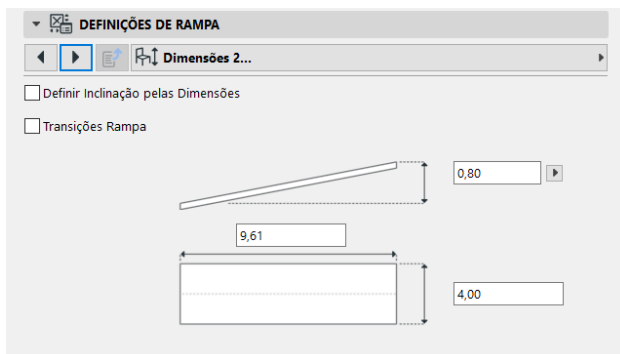 DEFINIÇÕES DE RAMPA
Dimensões 2...
Definir Inclinação pelas Dimensões
Transições Rampa
0,80
9,61
4,00